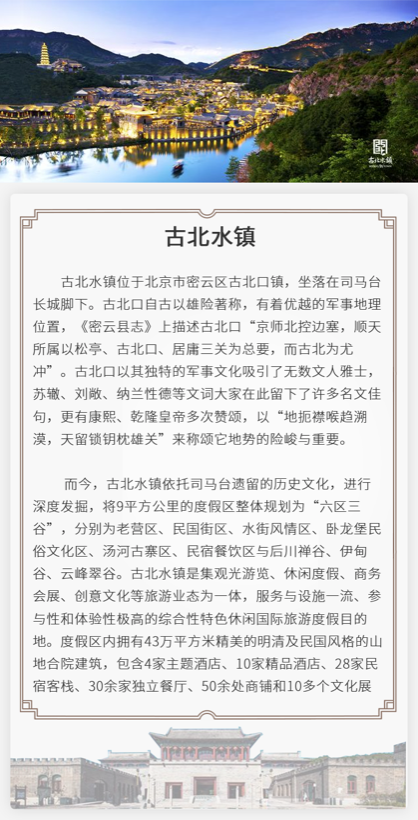 古北水镇
古北水镇
古北水镇位于北京市密云区古北口镇，坐落在司马台
长城脚下。古北口自古以雄险著称，有着优越的军事地理
位置，《密云县志》上描述古北口“京师北控边塞，顺天
所属以松亭、古北口、居庸三关为总要，而古北为尤
冲”。古北口以其独特的军事文化吸引了无数文人雅士，
苏辙、刘敞、纳兰性德等文词大家在此留下了许多名文佳
句，更有康熙、乾隆皇帝多次赞颂，以“地扼襟喉趋溯
漠，天留锁钥枕雄关”来称颂它地势的险峻与重要。
而今，古北水镇依托司马台遗留的历史文化，进行
深度发掘，将9平方公里的度假区整体规划为“六区三
谷”，分别为老营区、民国街区、水街风情区、卧龙堡民
俗文化区、汤河古寨区、民宿餐饮区与后川禅谷、伊甸
谷、云峰翠谷。古北水镇是集观光游览、休闲度假、商务
会展、创意文化等旅游业态为一体，服务与设施一流、参
与性和体验性极高的综合性特色休闲国际旅游度假目的
地。度假区内拥有43万平方米精美的明清及民国风格的山
地合院建筑，包含4家主题酒店、10家精品酒店、28家民
宿客栈、30余家独立餐厅、50余处商铺和10多个文化展